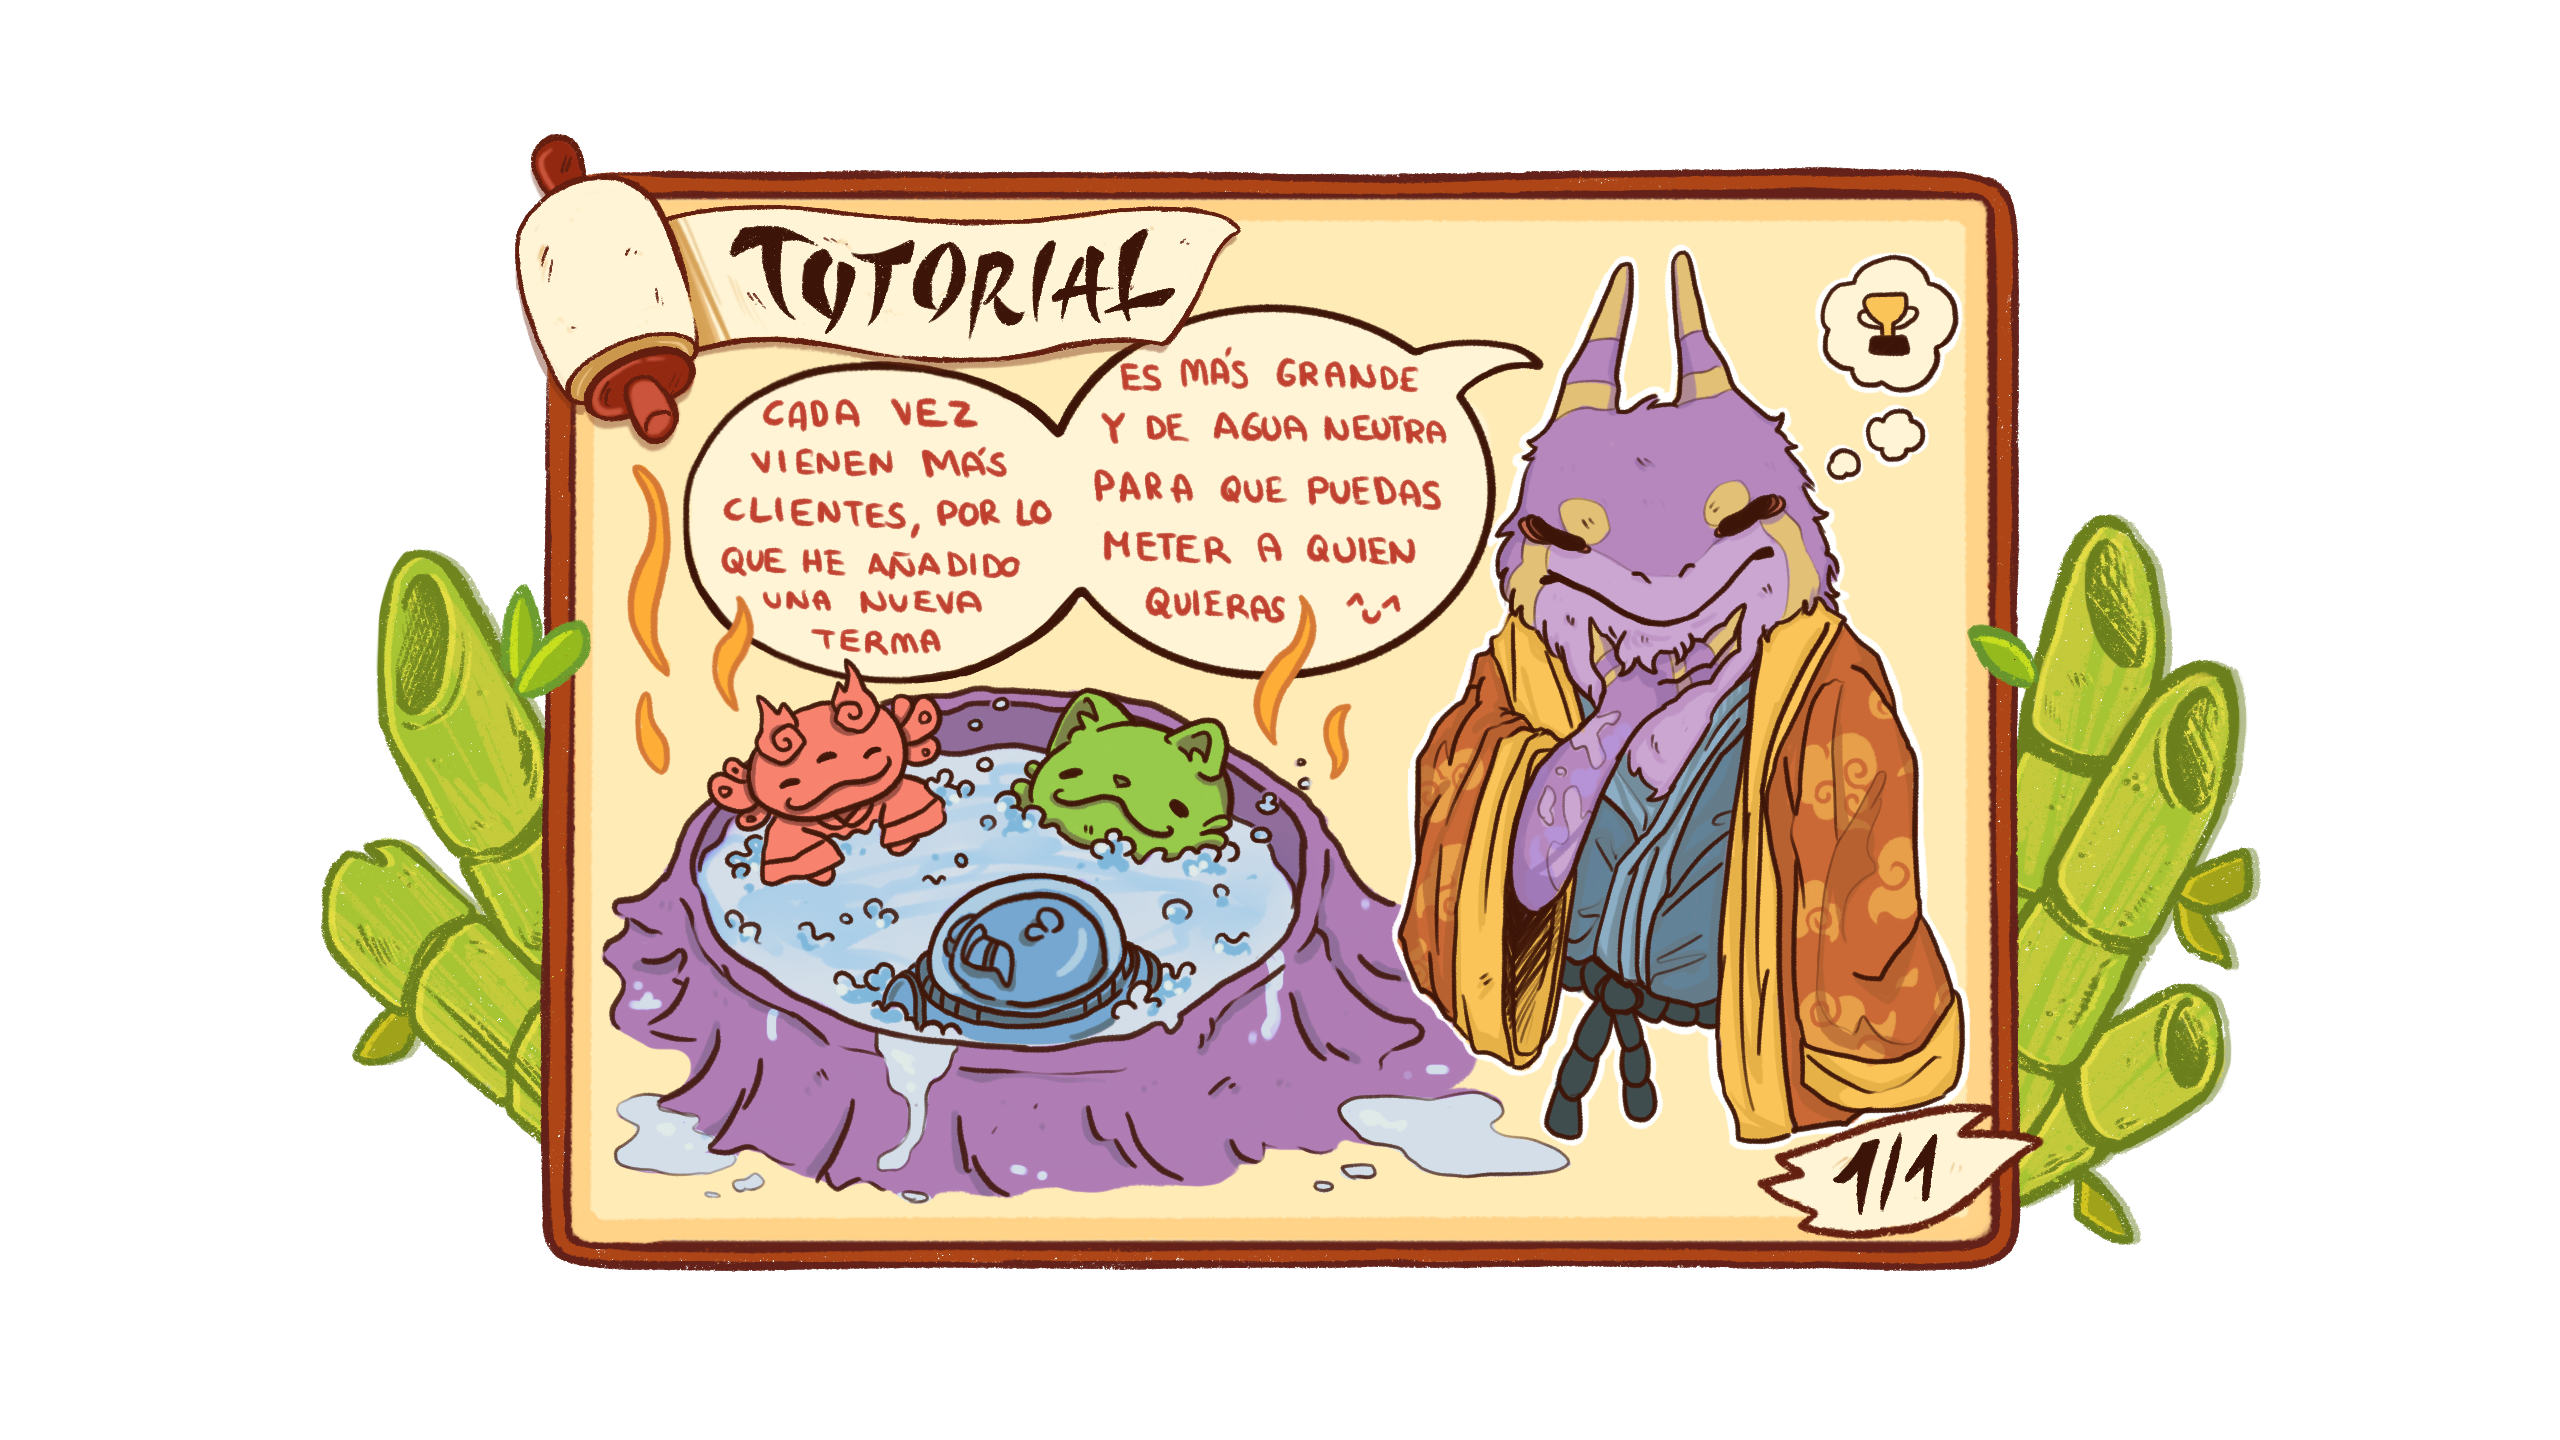 TUTORIAL
CADA VEZ
VIENEN MÁS
CLIENTES, POR LO
QUE HE AÑADIDO
UNA NUEVA
TERMA
ES MÁS GRANDE
Y DE AGUA NEUTRA
PARA QUE PUEDAS
METER A QUIEN
QUIERAS ^u^
1/1